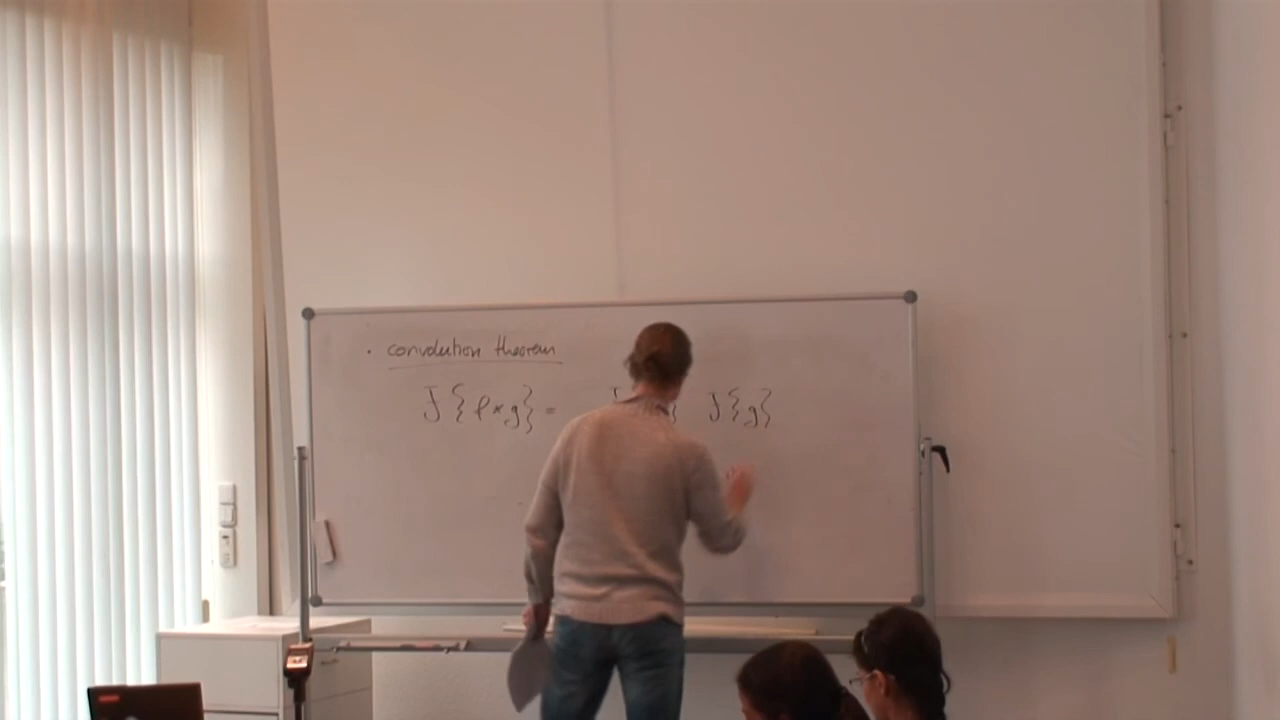 · convolution theorem
F{f * g} = F{ } F{g}